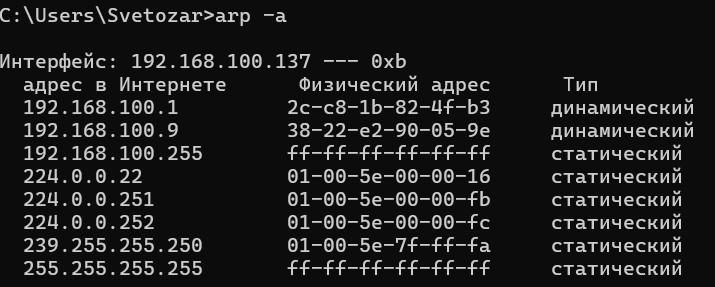 C:\Users\Svetozar>arp -a
Интерфейс: 192.168.100.137 --- 0xb
адрес в Интернете Физический адрес Тип
192.168.100.1 2c-c8-1b-82-4f-b3 динамический
192.168.100.9 38-22-e2-90-05-9e динамический
192.168.100.255 ff-ff-ff-ff-ff-ff статический
224.0.0.22 01-00-5e-00-00-16 статический
224.0.0.251 01-00-5e-00-00-fb статический
224.0.0.252 01-00-5e-00-00-fc статический
239.255.255.250 01-00-5e-7f-ff-fa статический
255.255.255.255 ff-ff-ff-ff-ff-ff статический